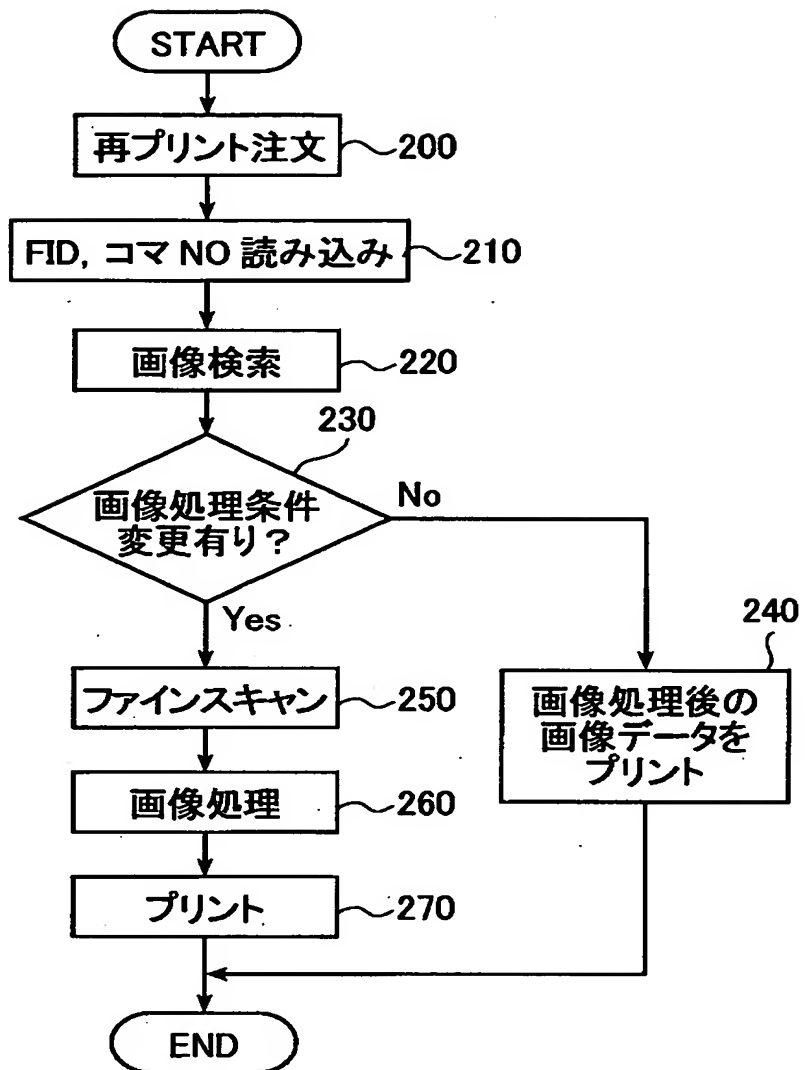 START
再プリント注文
200
FID, コマ NO 読み込み
210
画像検索
220
230
画像処理条件
変更有り？
No
Yes
240
画像処理後の
画像データを
プリント
ファインスキャン
250
画像処理
260
プリント
270
END